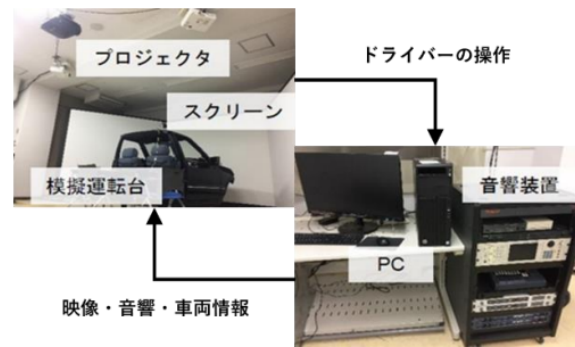 プロジェクタ
ドライバーの操作
スクリーン
模擬運転台
音響装置
PC
映像・音響・車両情報